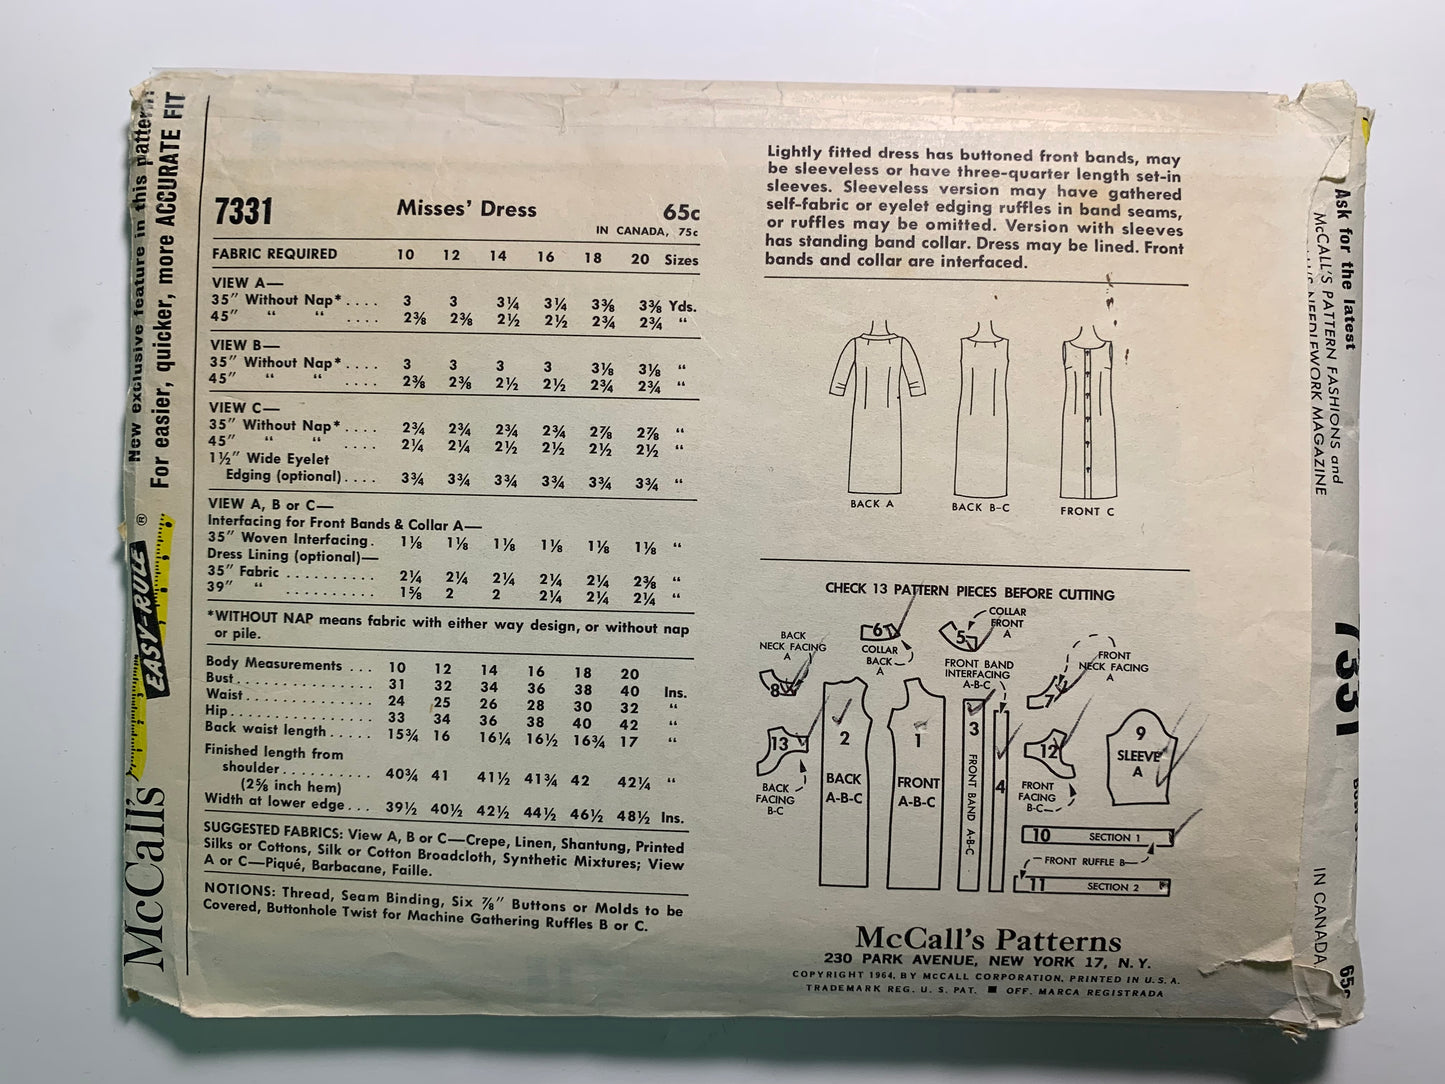 New exclusive feature in this pattern!
For easier, quicker, more ACCURATE FIT
EASY-RULE ®
McCall's
7331 Misses' Dress 65c
IN CANADA, 75c
FABRIC REQUIRED 10 12 14 16 18 20 Sizes
VIEW A—
35" Without Nap* .... 3 3 3¼ 3¼ 3⅜ 3⅜ Yds.
45" " " .... 2⅜ 2⅜ 2½ 2½ 2¾ 2¾ "
VIEW B—
35" Without Nap* .... 3 3 3 3 3⅛ 3⅛ "
45" " " .... 2⅜ 2⅜ 2½ 2½ 2¾ 2¾ "
VIEW C—
35" Without Nap* .... 2¾ 2¾ 2¾ 2¾ 2⅞ 2⅞ "
45" " " .... 2¼ 2¼ 2½ 2½ 2½ 2½ "
1½" Wide Eyelet
Edging (optional) .... 3¾ 3¾ 3¾ 3¾ 3¾ 3¾ "
VIEW A, B or C—
Interfacing for Front Bands & Collar A—
35" Woven Interfacing . 1⅛ 1⅛ 1⅛ 1⅛ 1⅛ 1⅛ "
Dress Lining (optional)—
35" Fabric .......... 2¼ 2¼ 2¼ 2¼ 2¼ 2⅜ "
39" " .......... 1⅝ 2 2 2¼ 2¼ 2¼ "
*WITHOUT NAP means fabric with either way design, or without nap
or pile.
Body Measurements ... 10 12 14 16 18 20
Bust ................ 31 32 34 36 38 40 Ins.
Waist ............... 24 25 26 28 30 32 "
Hip ................. 33 34 36 38 40 42 "
Back waist length ..... 15¾ 16 16¼ 16½ 16¾ 17 "
Finished length from
shoulder .......... 40¾ 41 41½ 41¾ 42 42¼ "
(2⅝ inch hem)
Width at lower edge ... 39½ 40½ 42½ 44½ 46½ 48½ Ins.
SUGGESTED FABRICS: View A, B or C—Crepe, Linen, Shantung, Printed
Silks or Cottons, Silk or Cotton Broadcloth, Synthetic Mixtures; View
A or C—Piqué, Barbacane, Faille.
NOTIONS: Thread, Seam Binding, Six ⅞" Buttons or Molds to be
Covered, Buttonhole Twist for Machine Gathering Ruffles B or C.
Lightly fitted dress has buttoned front bands, may
be sleeveless or have three-quarter length set-in
sleeves. Sleeveless version may have gathered
self-fabric or eyelet edging ruffles in band seams,
or ruffles may be omitted. Version with sleeves
has standing band collar. Dress may be lined. Front
bands and collar are interfaced.
BACK A
BACK B-C
FRONT C
CHECK 13 PATTERN PIECES BEFORE CUTTING
BACK
NECK FACING
A
8
6
COLLAR
BACK
A
5
COLLAR
FRONT
A
FRONT BAND
INTERFACING
A-B-C
FRONT
NECK FACING
A
7
13
BACK
FACING
B-C
2
BACK
A-B-C
1
FRONT
A-B-C
3
FRONT BAND A-B-C
4
12
FRONT
FACING
B-C
9
SLEEVE
A
10 SECTION 1
FRONT RUFFLE B
11 SECTION 2
McCall's Patterns
230 PARK AVENUE, NEW YORK 17, N.Y.
COPYRIGHT 1964, BY McCALL CORPORATION, PRINTED IN U.S.A.
TRADEMARK REG. U.S. PAT. ■ OFF. MARCA REGISTRADA
Ask for the latest
McCALL'S PATTERN FASHIONS and
NEEDLEWORK MAGAZINE
7331
IN CANADA
65c